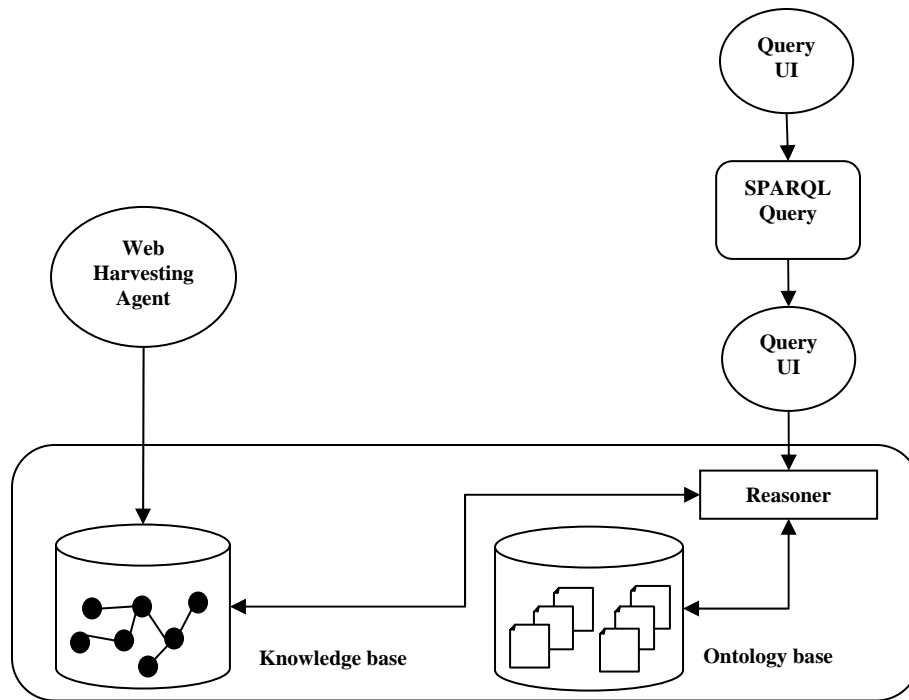 Query
UI
SPARQL
Query
Web
Harvesting
Agent
Query
UI
Reasoner
Knowledge base
Ontology base